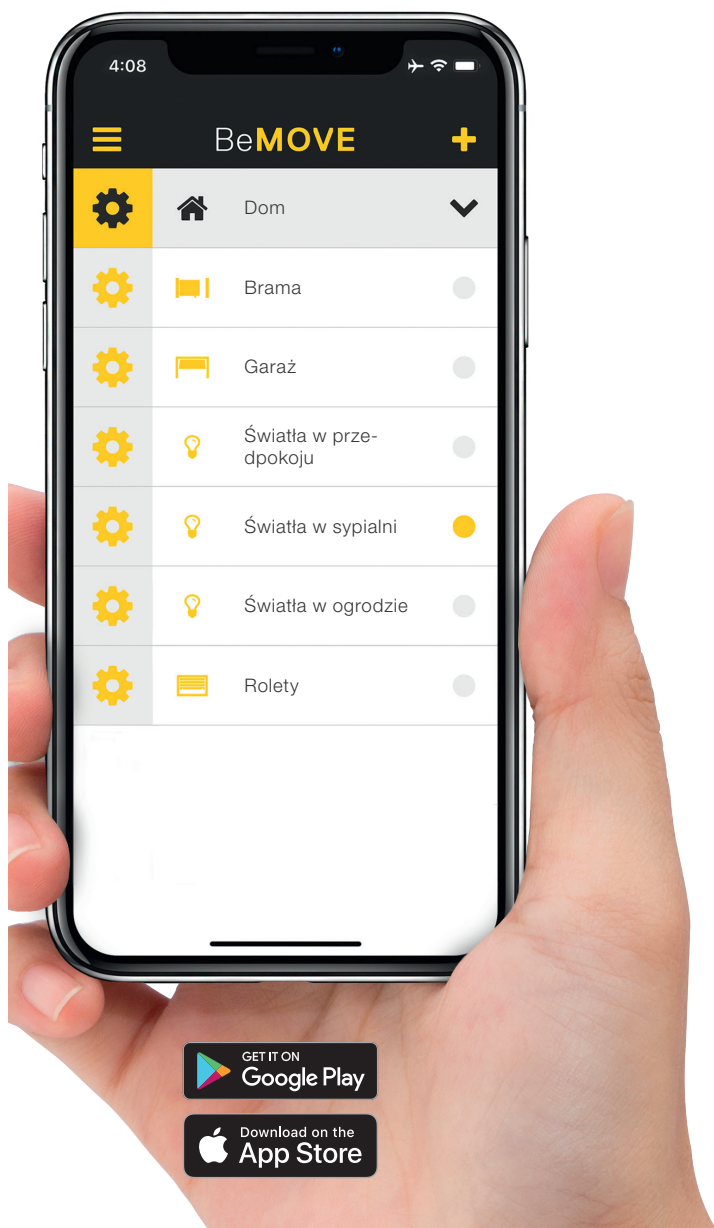 4:08
BeMOVE
Dom
Brama
Garaż
Światła w prze-
dpokoju
Światła w sypialni
Światła w ogrodzie
Rolety
GET IT ON
Google Play
Download on the
App Store